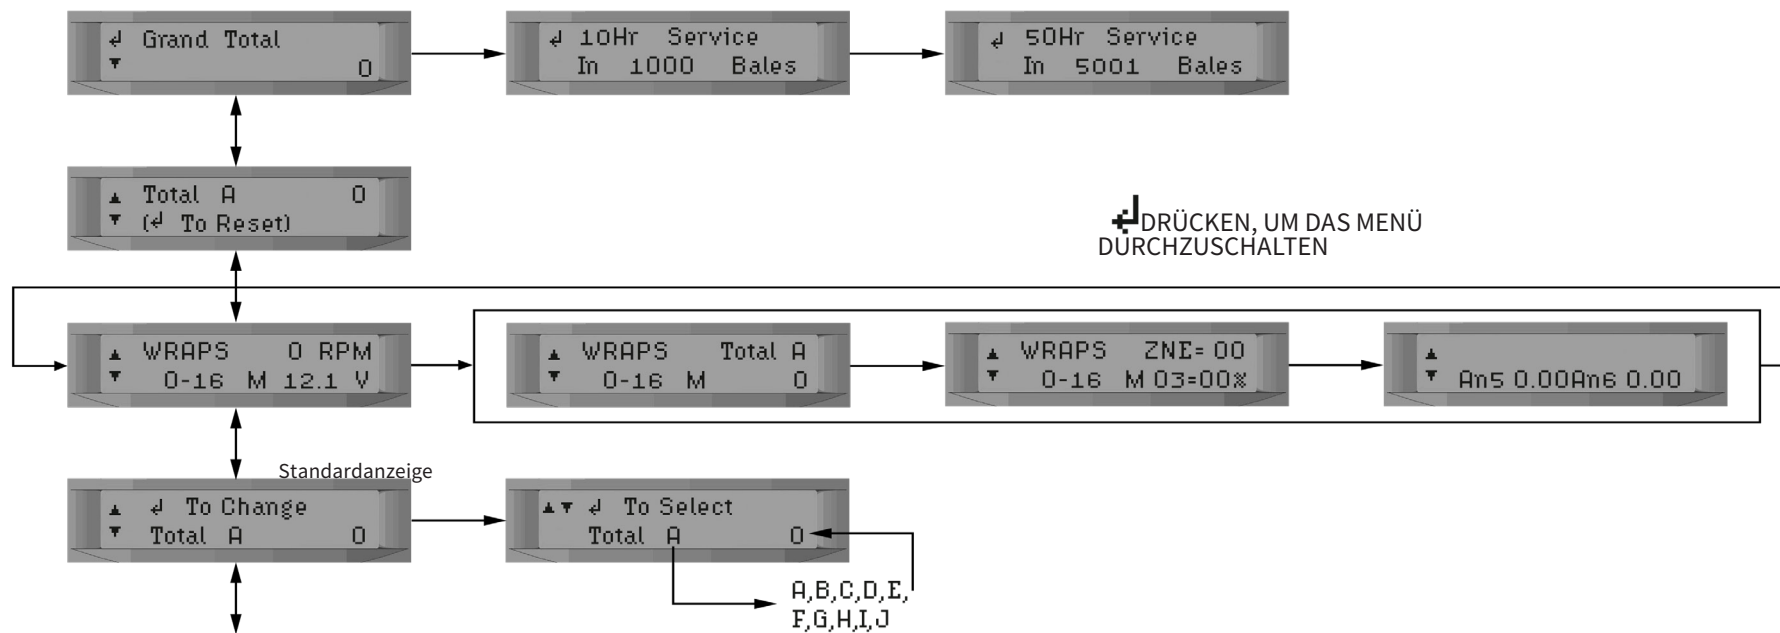 ↲ Grand Total
▼ 0
↲ 10Hr Service
In 1000 Bales
↲ 50Hr Service
In 5001 Bales
▲ Total A 0
▼ (↲ To Reset)
↲ DRÜCKEN, UM DAS MENÜ
DURCHZUSCHALTEN
▲ WRAPS 0 RPM
▼ 0-16 M 12.1 V
▲ WRAPS Total A
▼ 0-16 M 0
▲ WRAPS ZNE= 00
▼ 0-16 M 03=00%
▲
▼ An5 0.00An6 0.00
Standardanzeige
▲ ↲ To Change
▼ Total A 0
▲▼ ↲ To Select
Total A 0
A,B,C,D,E,
F,G,H,I,J